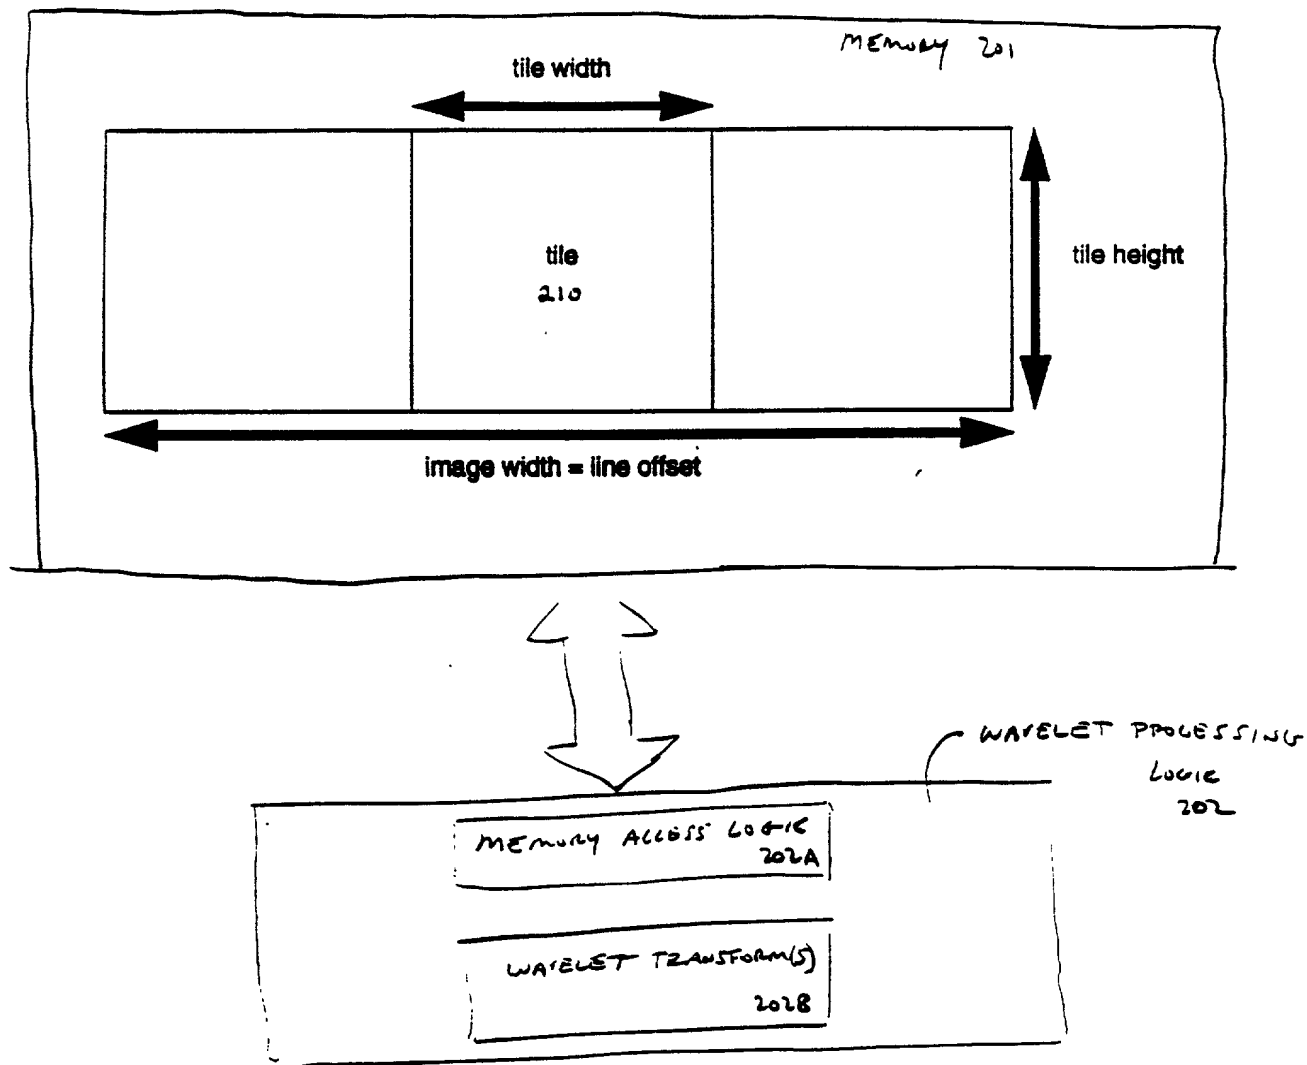 MEMORY 201
tile width
tile
210
tile height
image width = line offset
WAVELET PROCESSING
LOGIC
202
MEMORY ACCESS LOGIC
202A
WAVELET TRANSFORM(S)
202B